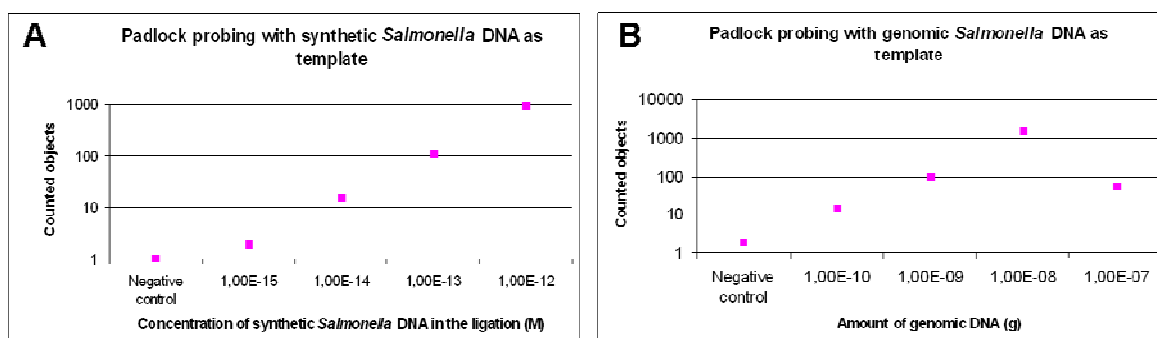 A
Padlock probing with synthetic Salmonella DNA as
template
Counted objects
1000
100
10
1
Negative
control
1,00E-15
1,00E-14
1,00E-13
1,00E-12
Concentration of synthetic Salmonella DNA in the ligation (M)
B
Padlock probing with genomic Salmonella DNA as
template
Counted objects
10000
1000
100
10
1
Negative
control
1,00E-10
1,00E-09
1,00E-08
1,00E-07
Amount of genomic DNA (g)